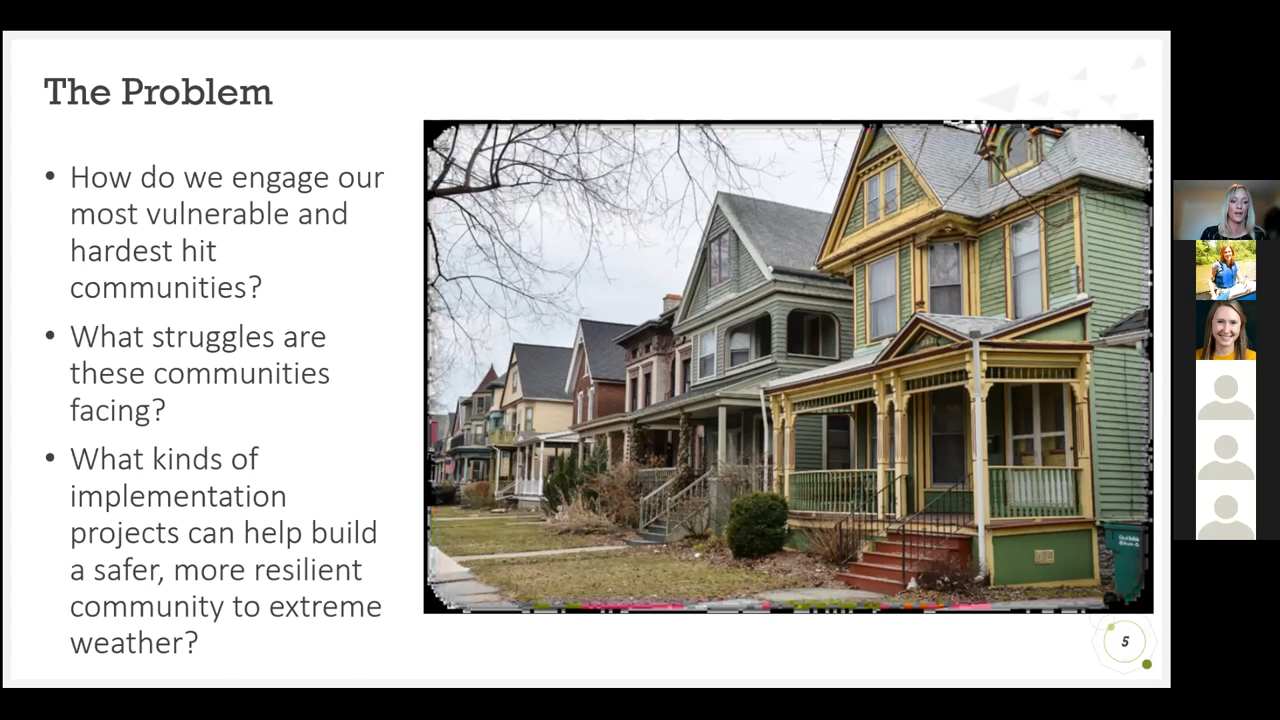 The Problem
• How do we engage our
most vulnerable and
hardest hit
communities?
• What struggles are
these communities
facing?
• What kinds of
implementation
projects can help build
a safer, more resilient
community to extreme
weather?
5